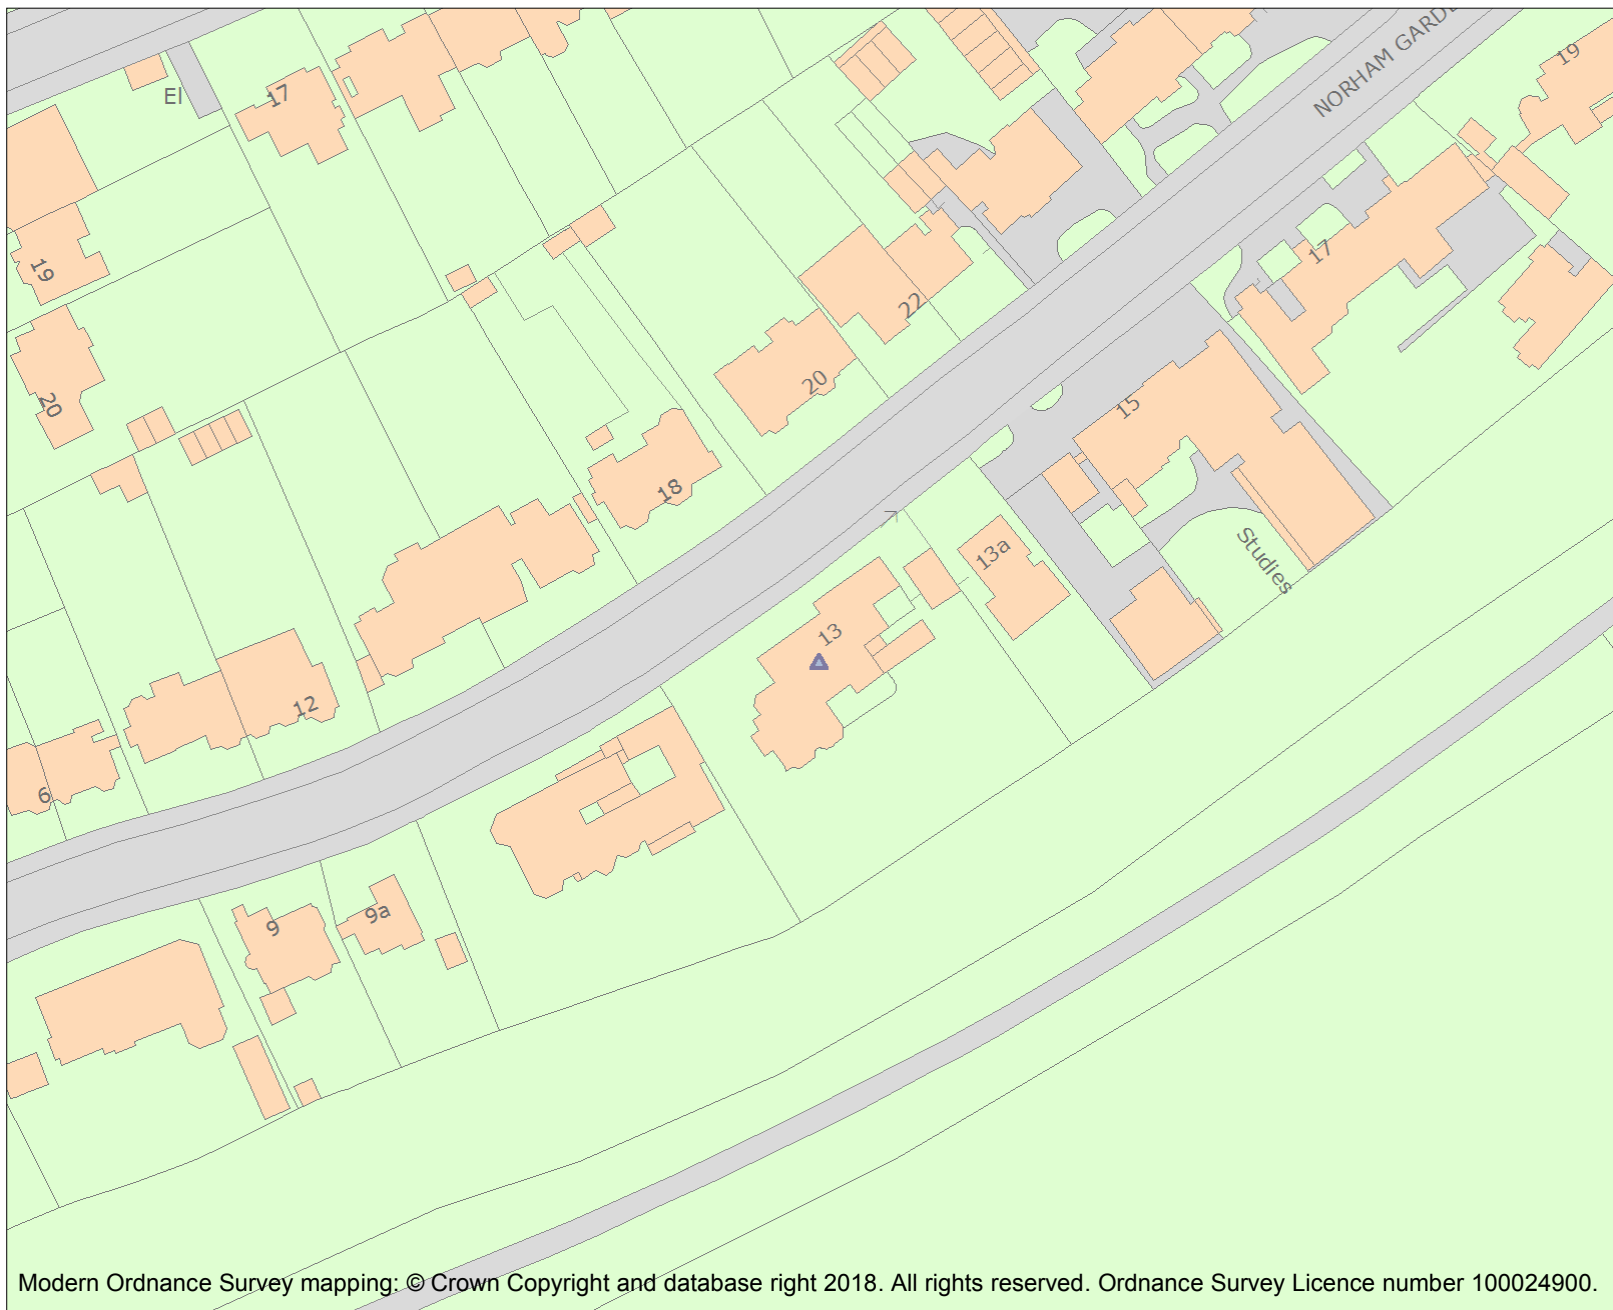 NORHAM GARDE
19
El
17
19
17
22
20
20
15
18
13a
Studies
13
12
6
9a
9
Modern Ordnance Survey mapping: © Crown Copyright and database right 2018. All rights reserved. Ordnance Survey Licence number 100024900.